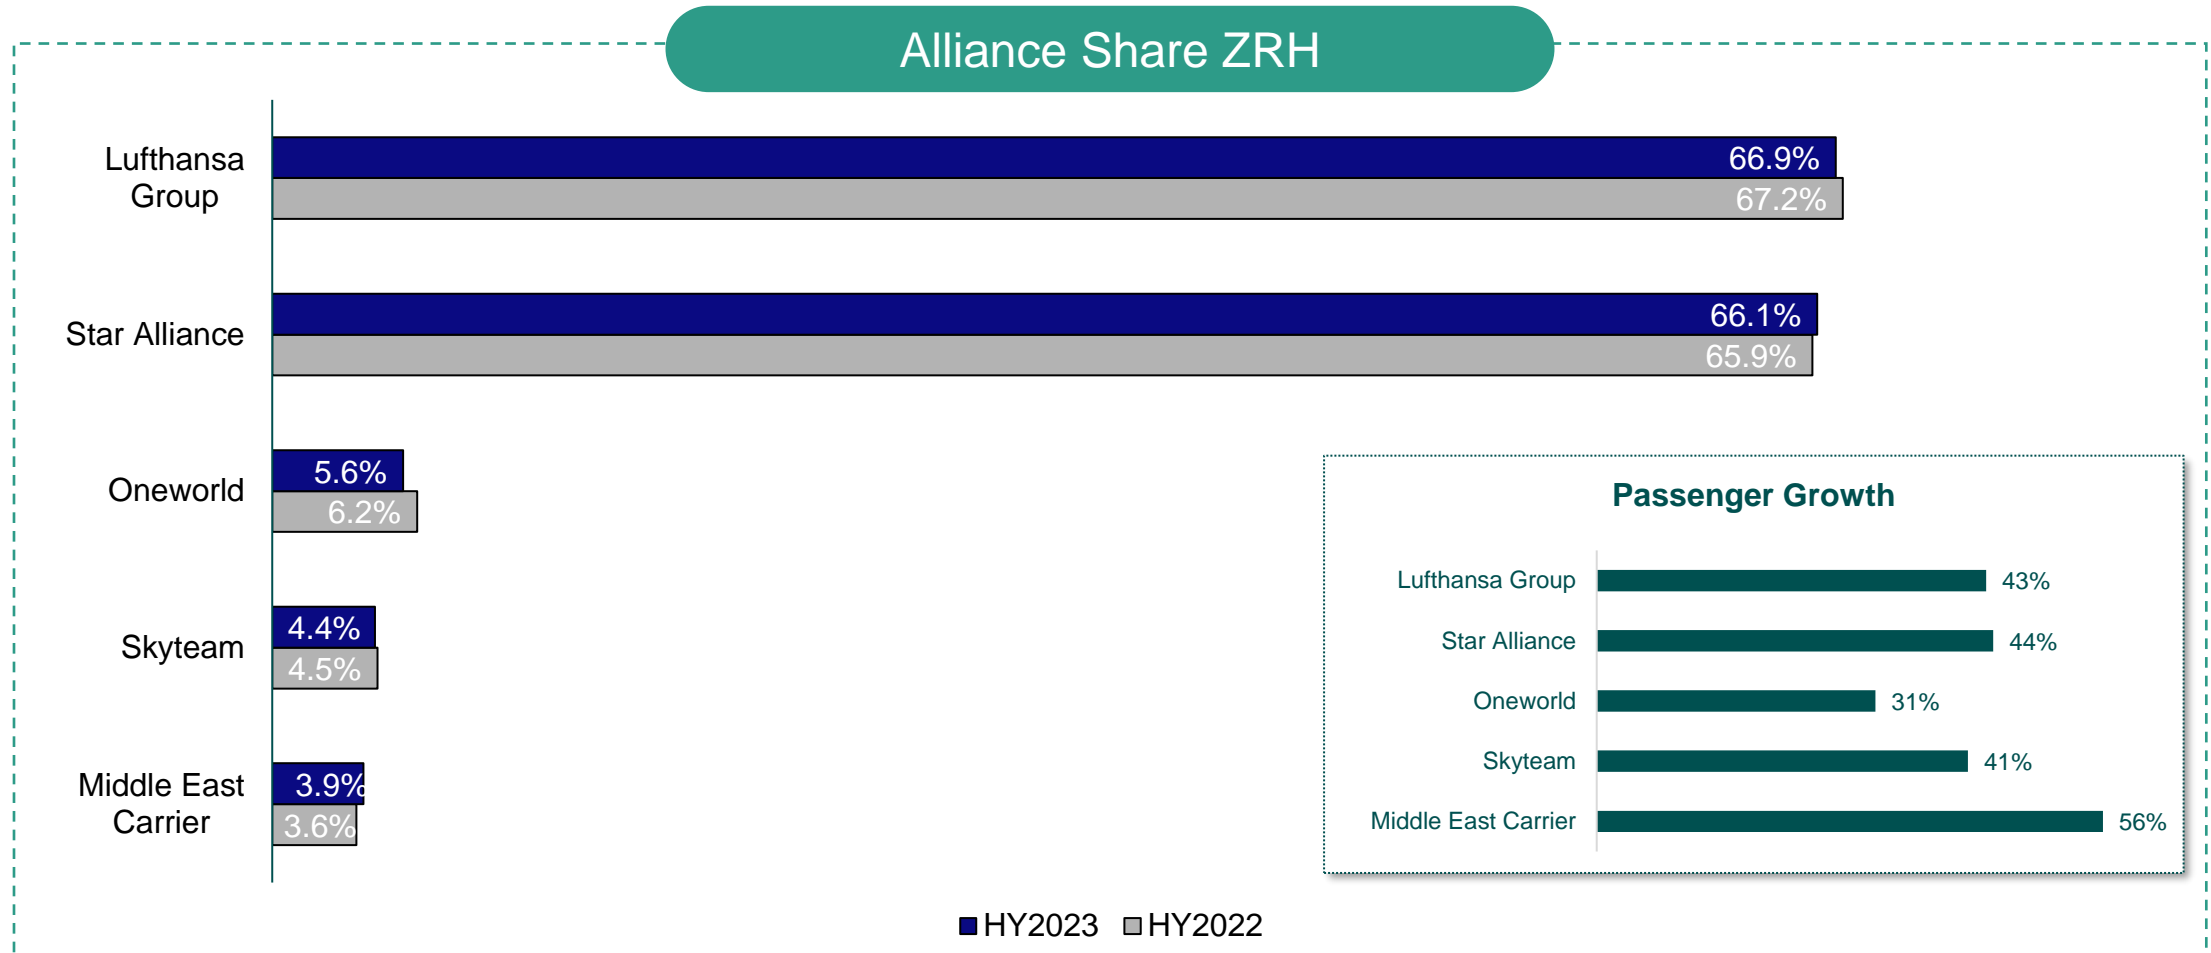 Alliance Share ZRH
Lufthansa
Group
66.9%
67.2%
Star Alliance
66.1%
65.9%
Oneworld
5.6%
6.2%
Skyteam
4.4%
4.5%
Middle East
Carrier
3.9%
3.6%
Passenger Growth
Lufthansa Group 43%
Star Alliance 44%
Oneworld 31%
Skyteam 41%
Middle East Carrier 56%
HY2023 HY2022